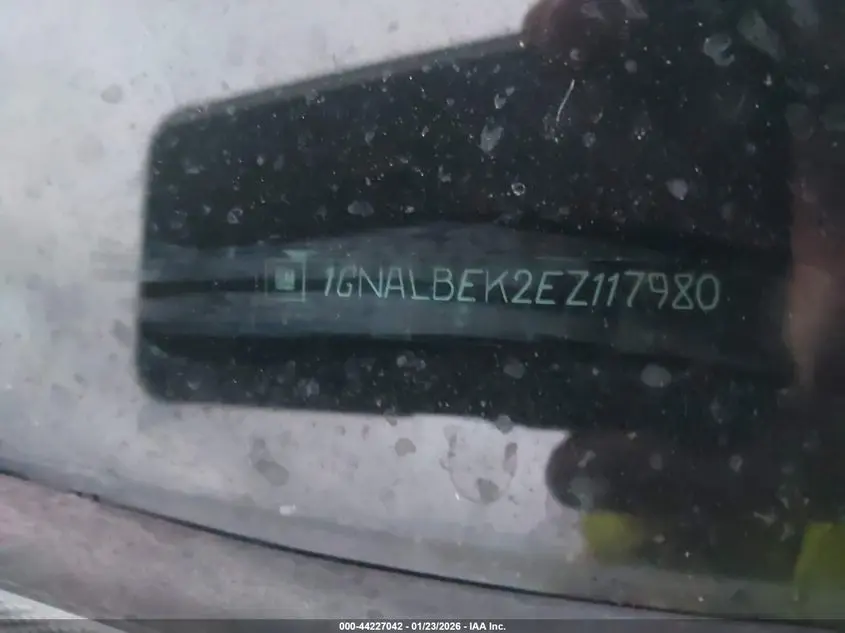 1GNALBEK2EZ117980
000-44227042 - 01/23/2026 - IAA Inc.